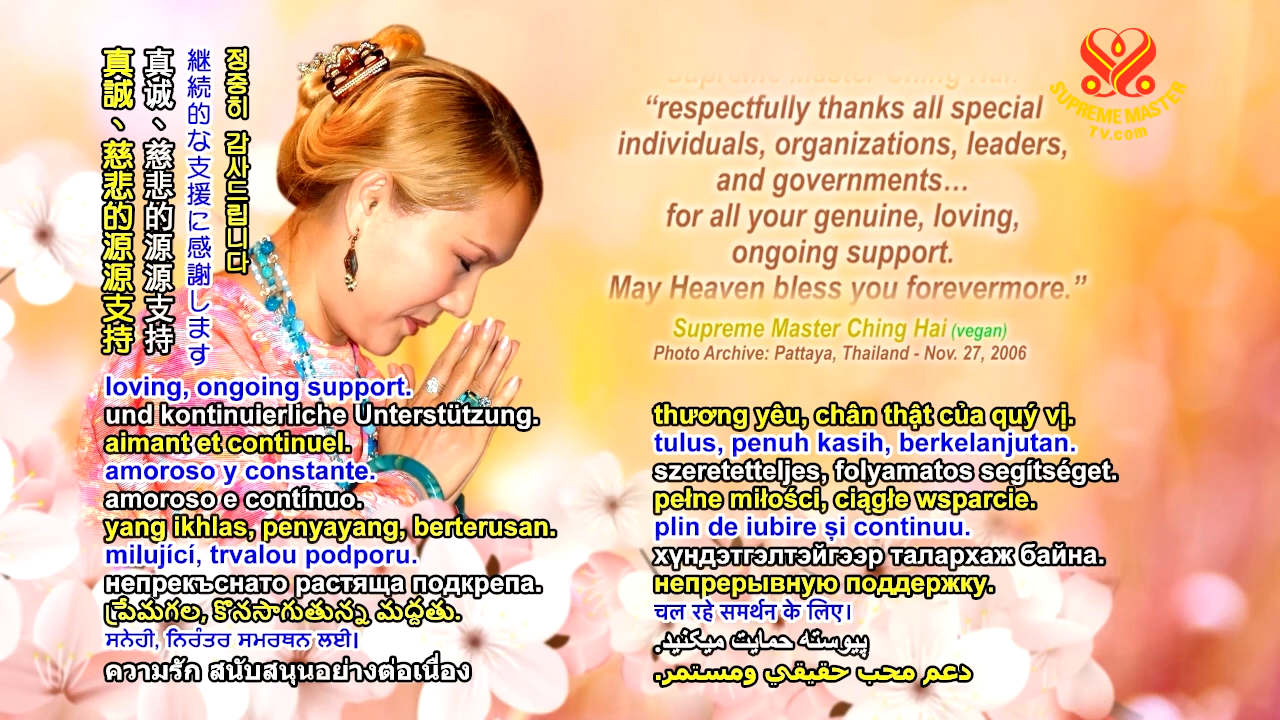 真誠、慈悲的源源支持
真诚、慈悲的源源支持
継続的な支援に感謝します
정중히 감사드립니다
loving, ongoing support.
und kontinuierliche Unterstützung.
aimant et continuel.
amoroso y constante.
amoroso e contínuo.
yang ikhlas, penyayang, berterusan.
milující, trvalou podporu.
непрекъснато растяща подкрепа.
ప్రేమగల, కొనసాగుతున్న మద్దతు.
ਸਨੇਹੀ, ਨਿਰੰਤਰ ਸਮਰਥਨ ਲਈ।
ความรัก สนับสนุนอย่างต่อเนื่อง
Supreme Master Ching Hai:
“respectfully thanks all special
individuals, organizations, leaders,
and governments…
for all your genuine, loving,
ongoing support.
May Heaven bless you forevermore.”
Supreme Master Ching Hai (vegan)
Photo Archive: Pattaya, Thailand - Nov. 27, 2006
thương yêu, chân thật của quý vị.
tulus, penuh kasih, berkelanjutan.
szeretetteljes, folyamatos segítséget.
pełne miłości, ciągłe wsparcie.
plin de iubire și continuu.
хүндэтгэлтэйгээр талархаж байна.
непрерывную поддержку.
चल रहे समर्थन के लिए।
پیوسته حمایت میکنید.
دعم محب حقيقي ومستمر.
SUPREME MASTER
TV.com